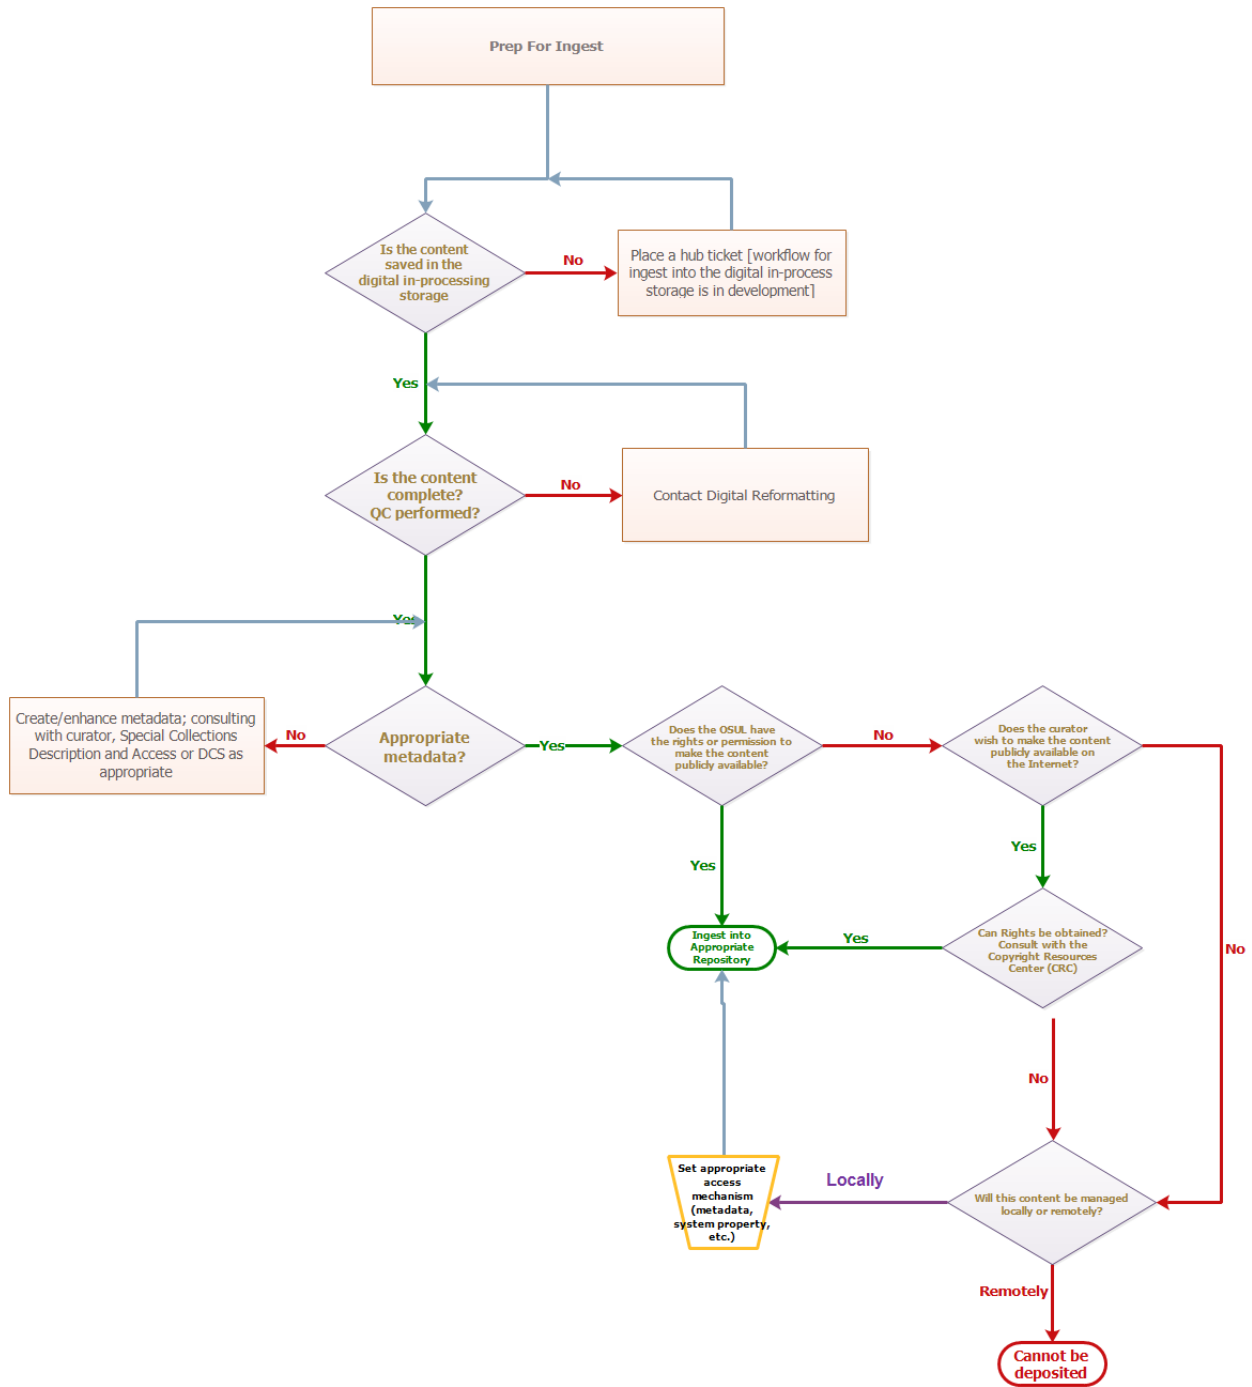 Prep For Ingest
Is the content
saved in the
digital in-processing
storage
No
Place a hub ticket [workflow for
ingest into the digital in-process
storage is in development]
Yes
Is the content
complete?
QC performed?
No
Contact Digital Reformatting
Yes
Create/enhance metadata; consulting
with curator, Special Collections
Description and Access or DCS as
appropriate
No
Appropriate
metadata?
Yes
Does the OSUL have
the rights or permission to
make the content
publicly available?
No
Does the curator
wish to make the content
publicly available on
the Internet?
Yes
Yes
Ingest into
Appropriate
Repository
Yes
Can Rights be obtained?
Consult with the
Copyright Resources
Center (CRC)
No
No
Set appropriate
access
mechanism
(metadata,
system property,
etc.)
Locally
Will this content be managed
locally or remotely?
Remotely
Cannot be
deposited